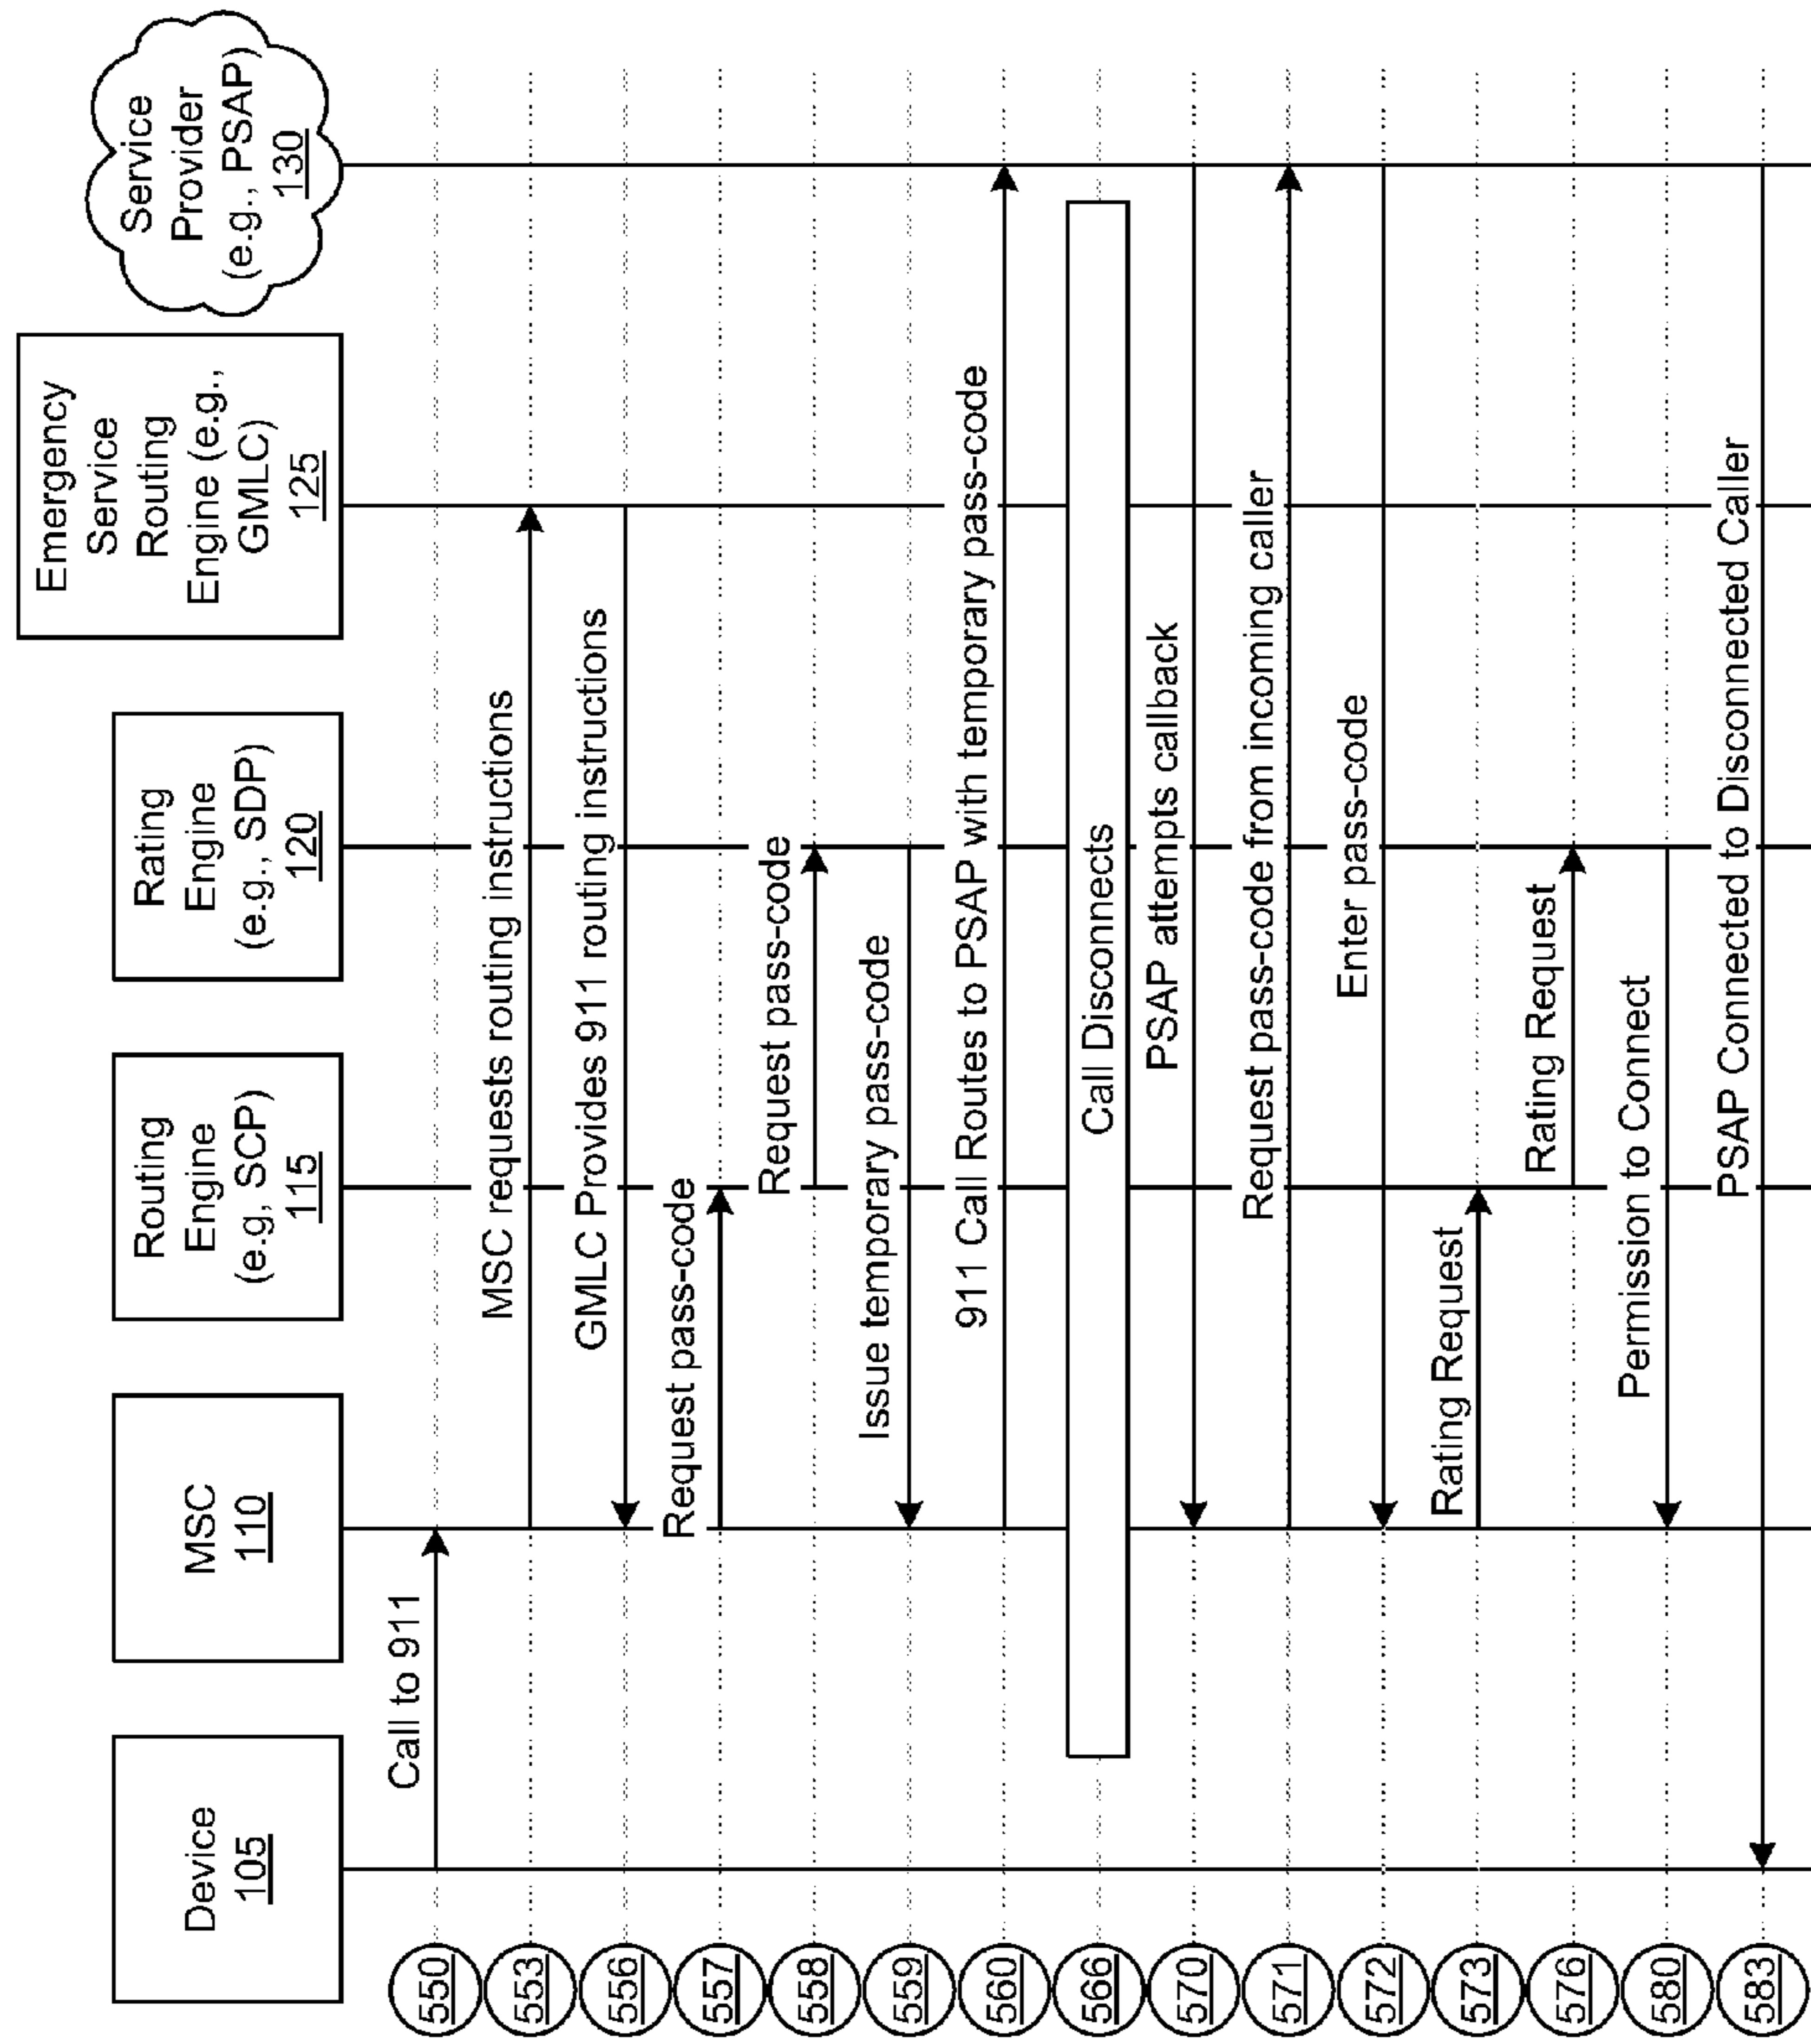 Device
105
MSC
110
Routing
Engine
(e.g, SCP)
115
Rating
Engine
(e.g., SDP)
120
Emergency
Service
Routing
Engine (e.g.,
GMLC)
125
Service
Provider
(e.g., PSAP)
130
550
Call to 911
553
MSC requests routing instructions
556
GMLC Provides 911 routing instructions
557
Request pass-code
558
Request pass-code
559
Issue temporary pass-code
560
911 Call Routes to PSAP with temporary pass-code
566
Call Disconnects
570
PSAP attempts callback
571
Request pass-code from incoming caller
572
Enter pass-code
573
Rating Request
576
Rating Request
580
Permission to Connect
583
PSAP Connected to Disconnected Caller